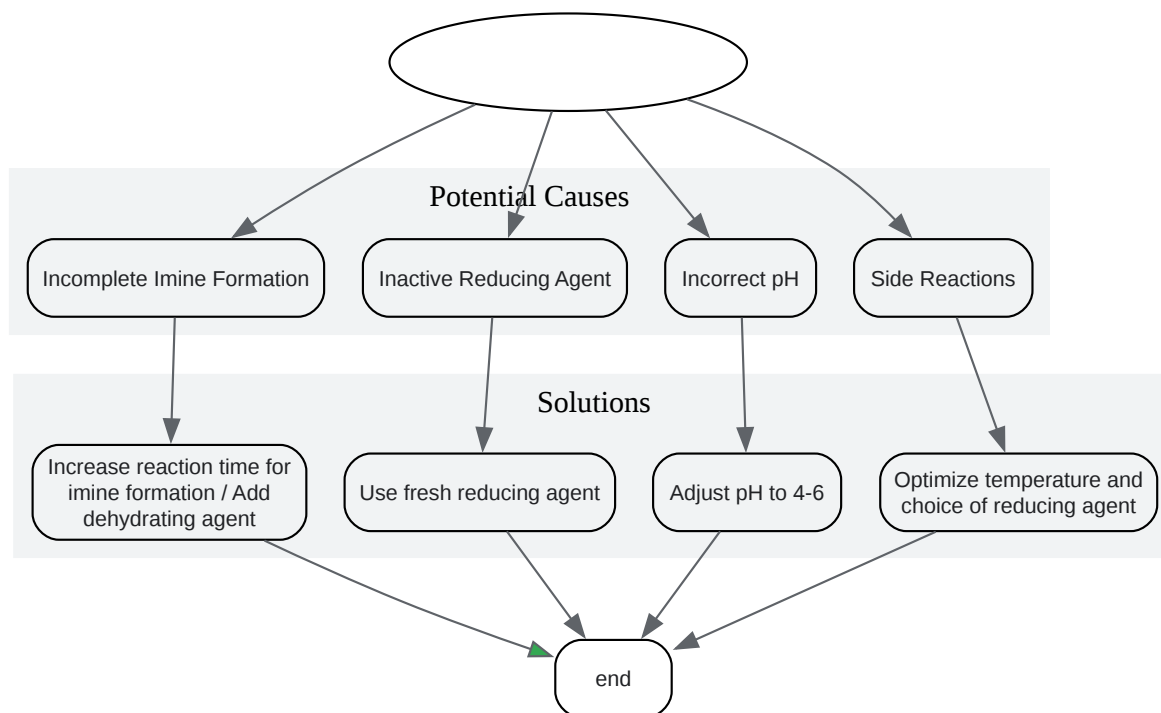 Potential Causes
Incomplete Imine Formation
Inactive Reducing Agent
Incorrect pH
Side Reactions
Solutions
Increase reaction time for
imine formation / Add
dehydrating agent
Use fresh reducing agent
Adjust pH to 4-6
Optimize temperature and
choice of reducing agent
end